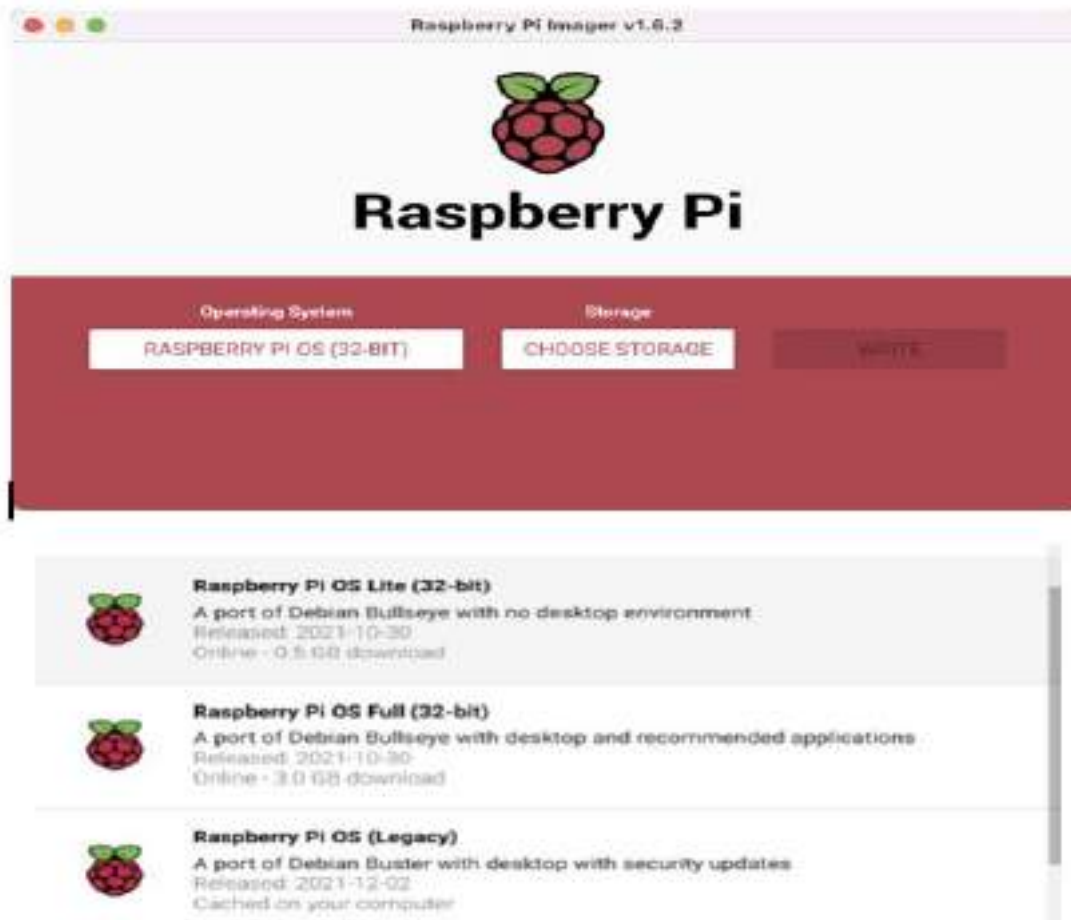 Raspberry Pi Imager v1.6.2
Raspberry Pi
Operating System
Storage
RASPBERRY PI OS (32-BIT)
CHOOSE STORAGE
WRITE
Raspberry Pi OS Lite (32-bit)
A port of Debian Bullseye with no desktop environment
Released: 2021-10-30
Online - 0.5 GB download
Raspberry Pi OS Full (32-bit)
A port of Debian Bullseye with desktop and recommended applications
Released: 2021-10-30
Online - 3.0 GB download
Raspberry Pi OS (Legacy)
A port of Debian Buster with desktop with security updates
Released: 2021-12-02
Cached on your computer